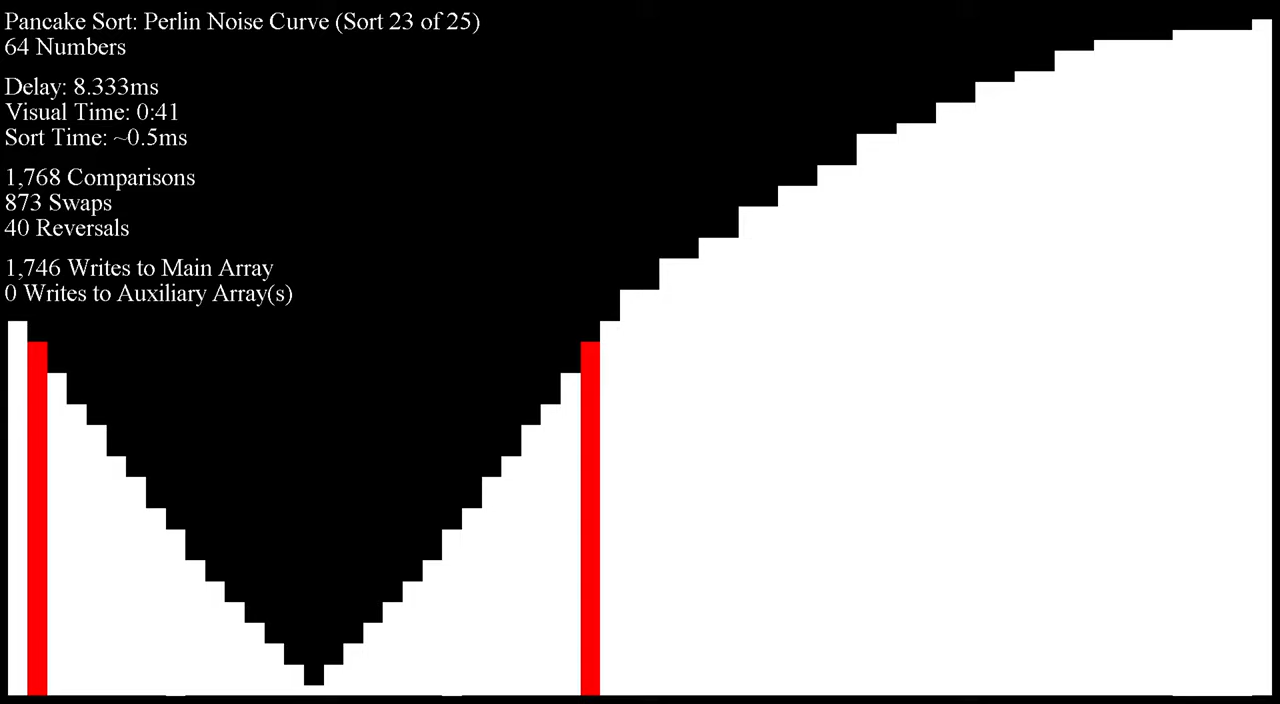 Pancake Sort: Perlin Noise Curve (Sort 23 of 25)
64 Numbers
Delay: 8.333ms
Visual Time: 0:41
Sort Time: ~0.5ms
1,768 Comparisons
873 Swaps
40 Reversals
1,746 Writes to Main Array
0 Writes to Auxiliary Array(s)